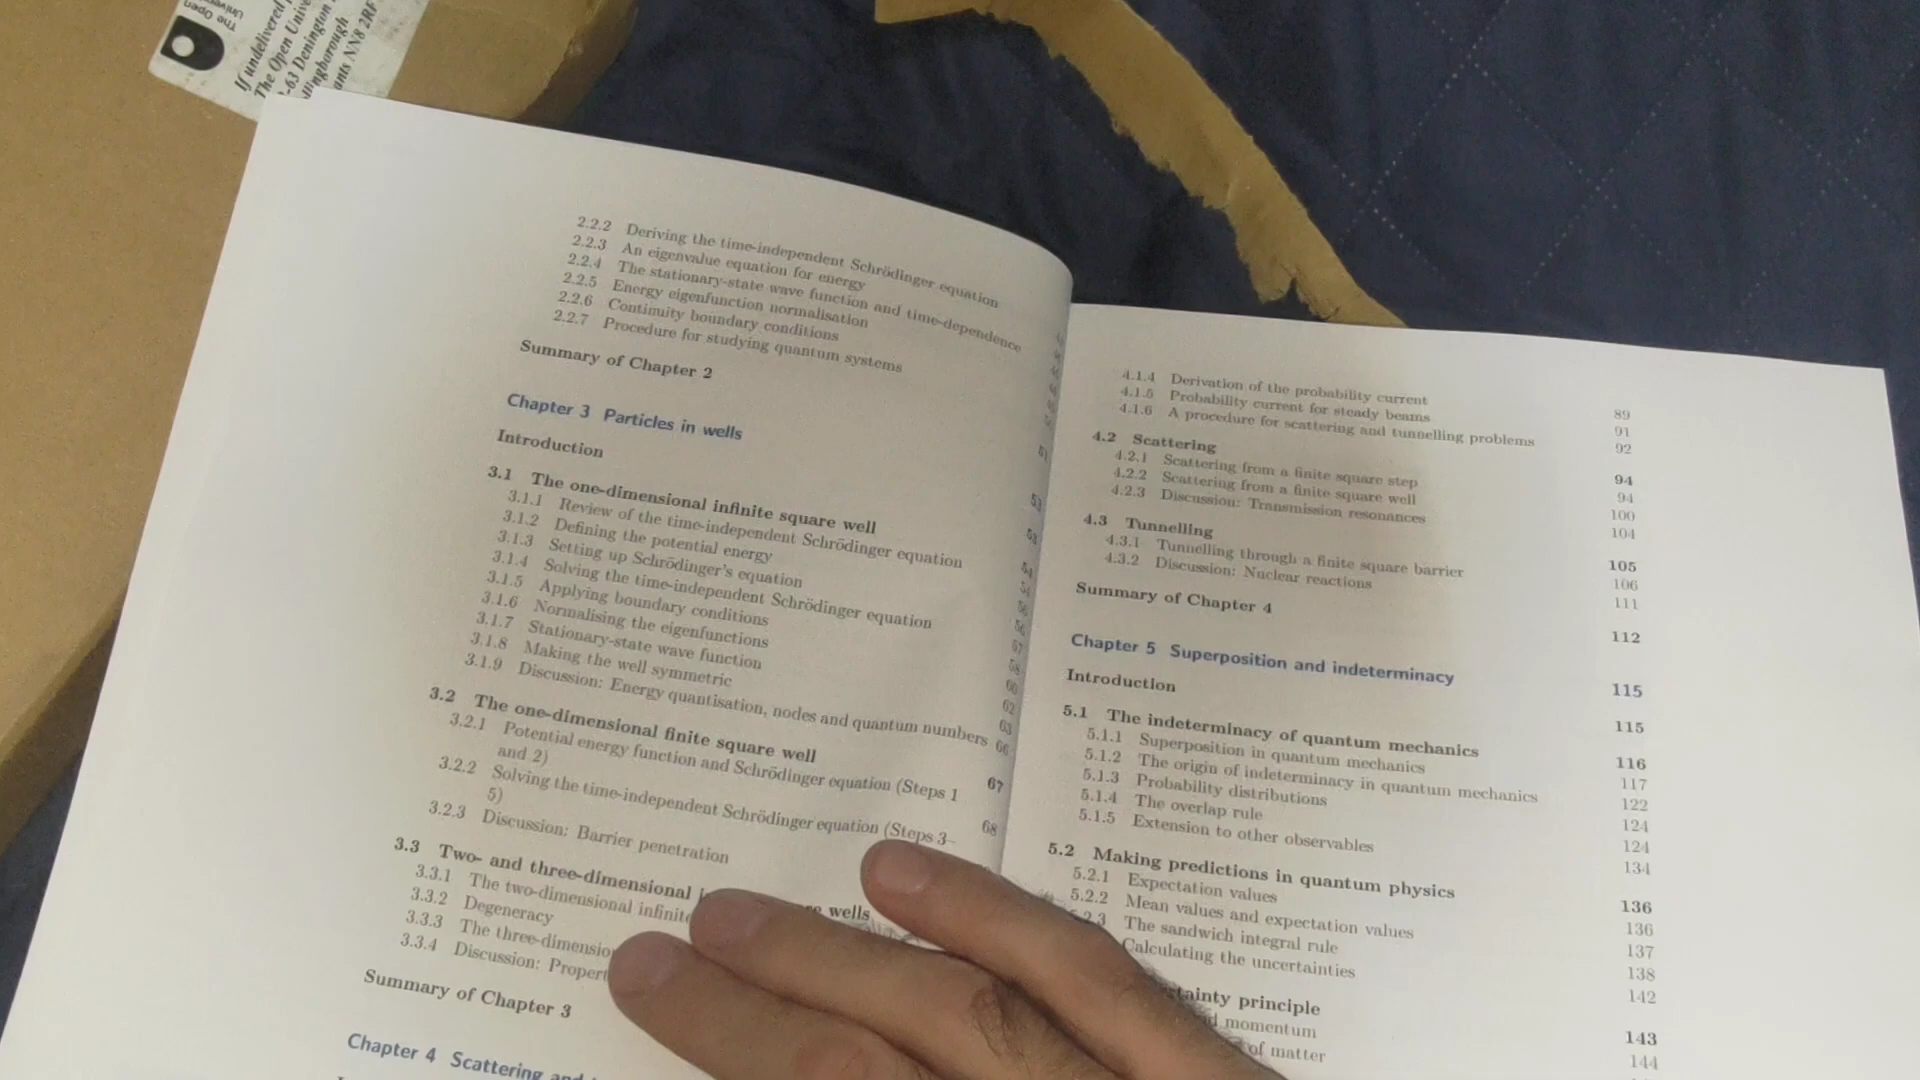 The Open
Univer
If undelivered
The Open Unive
-63 Denington
llingborough
ants NN8 2RF
2.2.2 Deriving the time-independent Schrödinger equation
2.2.3 An eigenvalue equation for energy
2.2.4 The stationary-state wave function and time-dependence
2.2.5 Energy eigenfunction normalisation
2.2.6 Continuity boundary conditions
2.2.7 Procedure for studying quantum systems
Summary of Chapter 2
Chapter 3 Particles in wells
Introduction 53
3.1 The one-dimensional infinite square well
3.1.1 Review of the time-independent Schrödinger equation 54
3.1.2 Defining the potential energy
3.1.3 Setting up Schrödinger's equation
3.1.4 Solving the time-independent Schrödinger equation 56
3.1.5 Applying boundary conditions 57
3.1.6 Normalising the eigenfunctions 58
3.1.7 Stationary-state wave function 60
3.1.8 Making the well symmetric 62
3.1.9 Discussion: Energy quantisation, nodes and quantum numbers 63
3.2 The one-dimensional finite square well 66
3.2.1 Potential energy function and Schrödinger equation (Steps 1
and 2) 67
3.2.2 Solving the time-independent Schrödinger equation (Steps 3–
5) 68
3.2.3 Discussion: Barrier penetration
3.3 Two- and three-dimensional wells
3.3.1 The two-dimensional infinite
3.3.2 Degeneracy
3.3.3 The three-dimension
3.3.4 Discussion: Propert
Summary of Chapter 3
Chapter 4 Scattering and
4.1.4 Derivation of the probability current 89
4.1.5 Probability current for steady beams 91
4.1.6 A procedure for scattering and tunnelling problems 92
4.2 Scattering 94
4.2.1 Scattering from a finite square step 94
4.2.2 Scattering from a finite square well 100
4.2.3 Discussion: Transmission resonances 104
4.3 Tunnelling 105
4.3.1 Tunnelling through a finite square barrier 106
4.3.2 Discussion: Nuclear reactions 111
Summary of Chapter 4 112
Chapter 5 Superposition and indeterminacy 115
Introduction 115
5.1 The indeterminacy of quantum mechanics 116
5.1.1 Superposition in quantum mechanics 117
5.1.2 The origin of indeterminacy in quantum mechanics 122
5.1.3 Probability distributions 124
5.1.4 The overlap rule 124
5.1.5 Extension to other observables 134
5.2 Making predictions in quantum physics 136
5.2.1 Expectation values 136
5.2.2 Mean values and expectation values 137
5.2.3 The sandwich integral rule 138
Calculating the uncertainties 142
tainty principle 143
d momentum 144
of matter